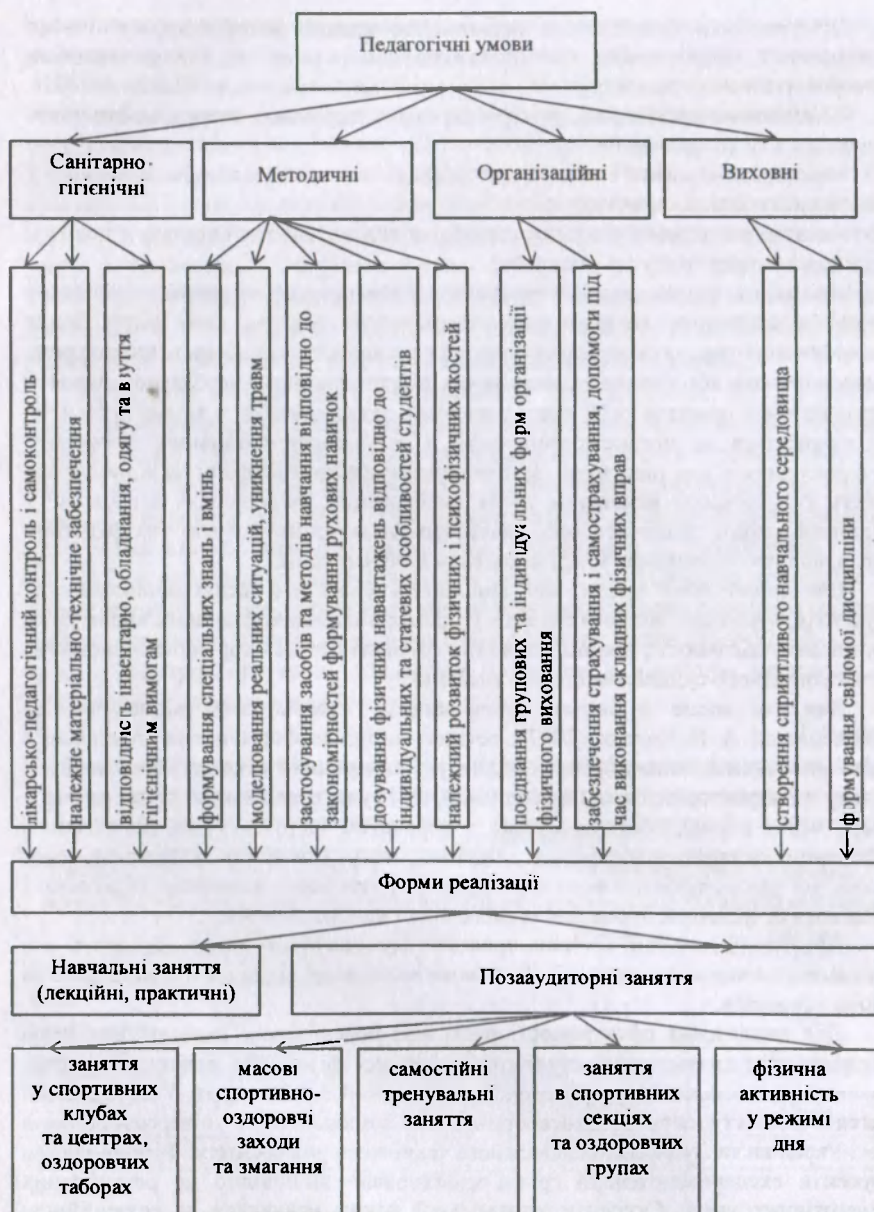 Педагогічні умови
Санітарно-
гігієнічні
Методичні
Організаційні
Виховні
лікарсько-педагогічний контроль і самоконтроль
належне матеріально-технічне забезпечення
відповідність інвентарю, обладнання, одягу та взуття
гігієнічним вимогам
формування спеціальних знань і вмінь
моделювання реальних ситуацій, уникнення травм
застосування засобів та методів навчання відповідно до
закономірностей формування рухових навичок
дозування фізичних навантажень відповідно до
індивідуальних та вікових особливостей студентів
належний розвиток фізичних і психофізичних якостей
поєднання групових та індивідуальних форм організації
фізичного виховання
забезпечення страхування і самострахування, допомоги під
час виконання складних фізичних вправ
створення сприятливого навчального середовища
формування свідомої дисципліни
Форми реалізації
Навчальні заняття
(лекційні, практичні)
Позааудиторні заняття
заняття
у спортивних
клубах
та центрах,
оздоровчих
таборах
масові
спортивно-
оздоровчі
заходи
та змагання
самостійні
тренувальні
заняття
заняття
в спортивних
секціях
та оздоровчих
групах
фізична
активність
у режимі
дня